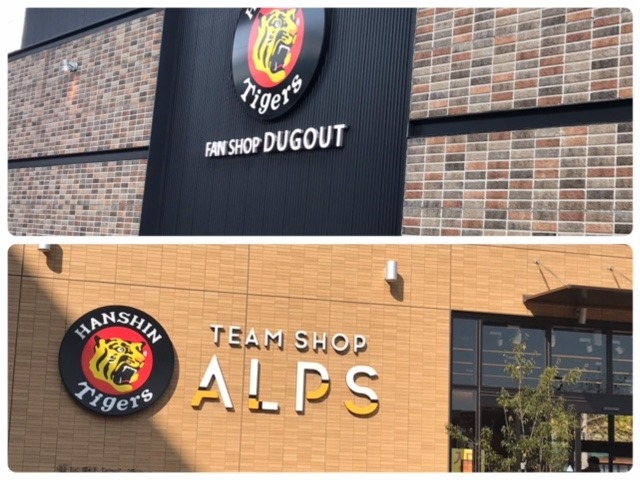 Tigers
FAN SHOP DUGOUT
HANSHIN
Tigers
TEAM SHOP
ALPS